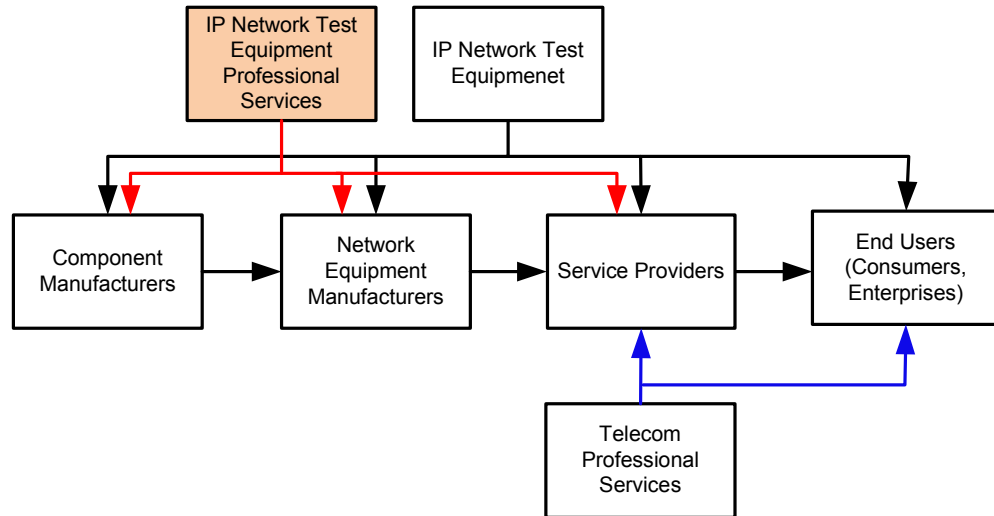 IP Network Test
Equipment
Professional
Services
IP Network Test
Equipmenet
Component
Manufacturers
Network
Equipment
Manufacturers
Service Providers
End Users
(Consumers,
Enterprises)
Telecom
Professional
Services